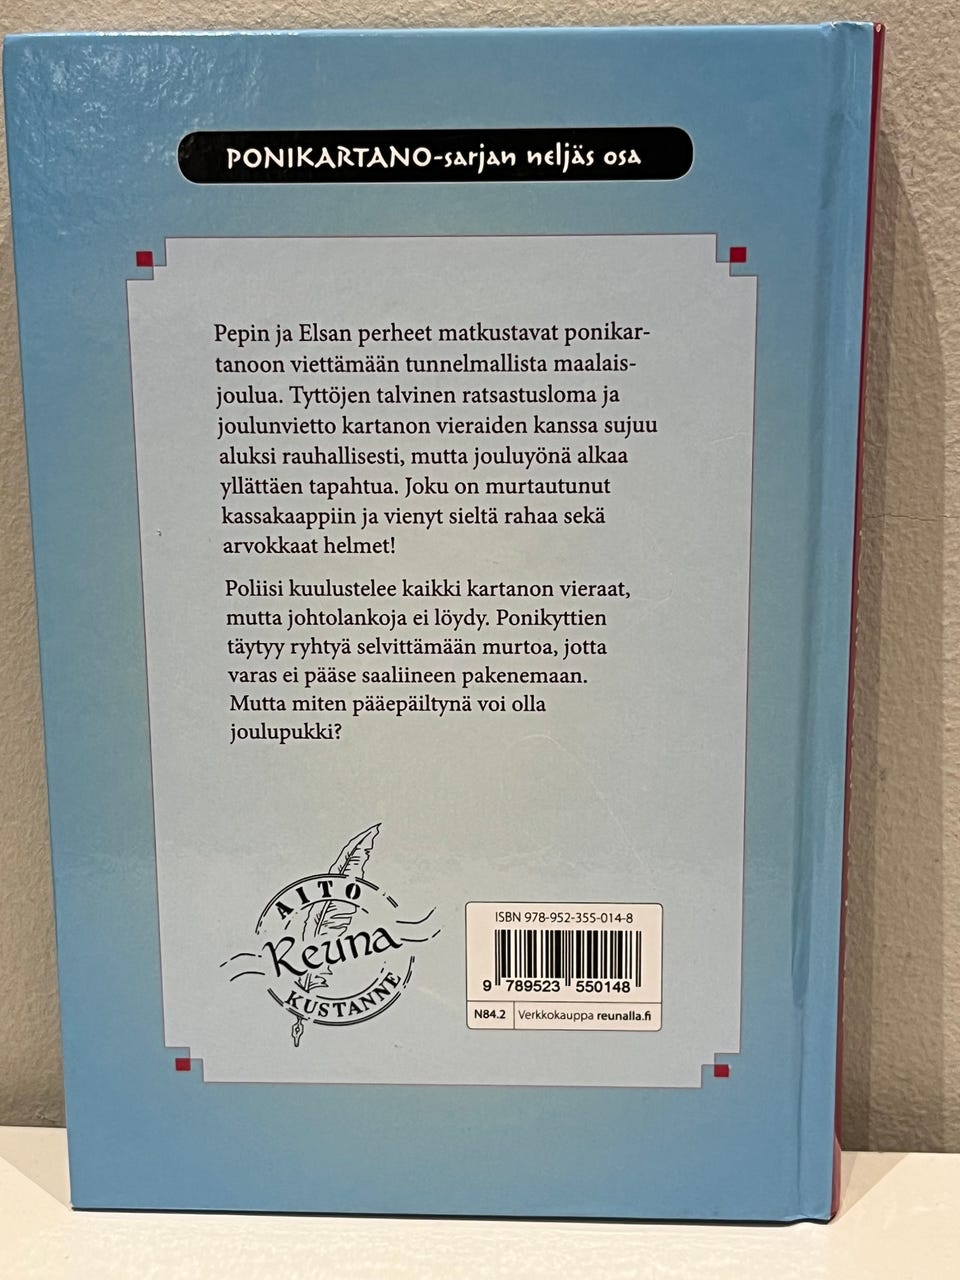 PONIKARTANO-sarjan neljäs osa
Pepin ja Elsan perheet matkustavat ponikar-
tanoon viettämään tunnelmallista maalais-
joulua. Tyttöjen talvinen ratsastusloma ja
joulunvietto kartanon vieraiden kanssa sujuu
aluksi rauhallisesti, mutta jouluyönä alkaa
yllättäen tapahtua. Joku on murtautunut
kassakaappiin ja vienyt sieltä rahaa sekä
arvokkaat helmet!
Poliisi kuulustelee kaikki kartanon vieraat,
mutta johtolankoja ei löydy. Ponikyttien
täytyy ryhtyä selvittämään murtoa, jotta
varas ei pääse saaliineen pakenemaan.
Mutta miten pääepäiltynä voi olla
joulupukki?
AITO
Reuna
KUSTANNE
ISBN 978-952-355-014-8
9 789523 550148
N84.2 Verkkokauppa reunalla.fi